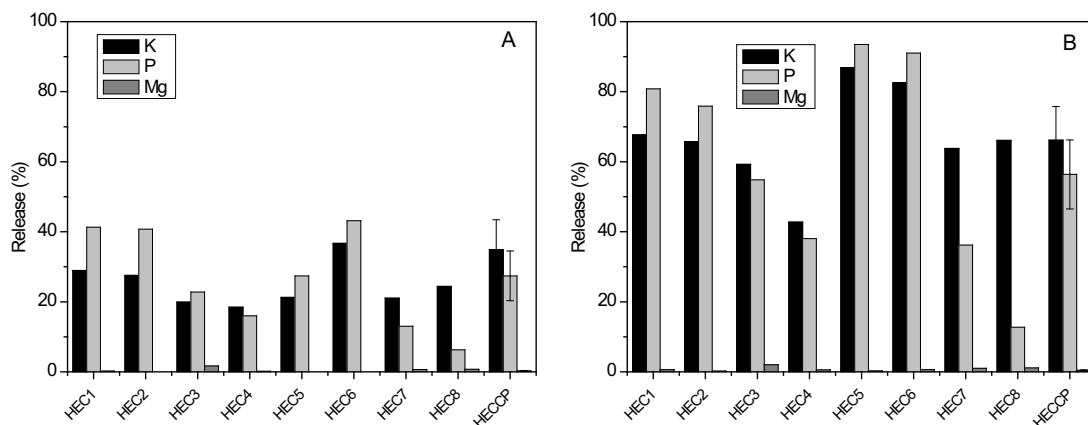 A
K
P
Mg
Release (%)
100
80
60
40
20
0
HEC1
HEC2
HEC3
HEC4
HEC5
HEC6
HEC7
HEC8
HECCP
B
K
P
Mg
Release (%)
100
80
60
40
20
0
HEC1
HEC2
HEC3
HEC4
HEC5
HEC6
HEC7
HEC8
HECCP